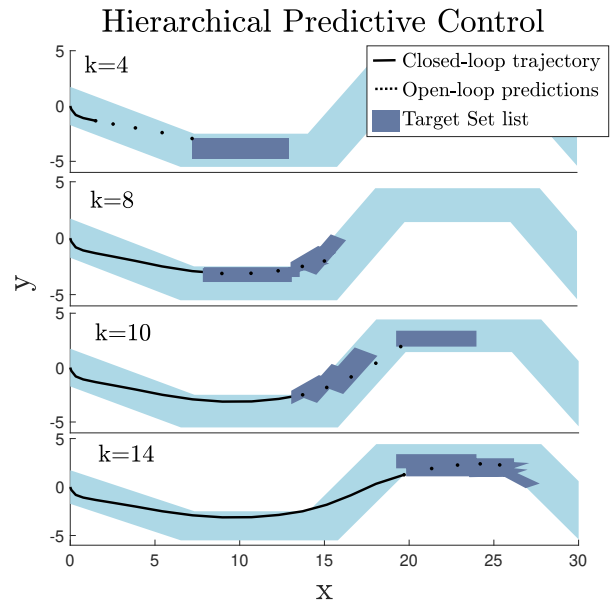 Hierarchical Predictive Control
5
k=4
0
-5
Closed-loop trajectory
Open-loop predictions
Target Set list
5
k=8
0
-5
y
5
k=10
0
-5
5
k=14
0
-5
0 5 10 15 20 25 30
x